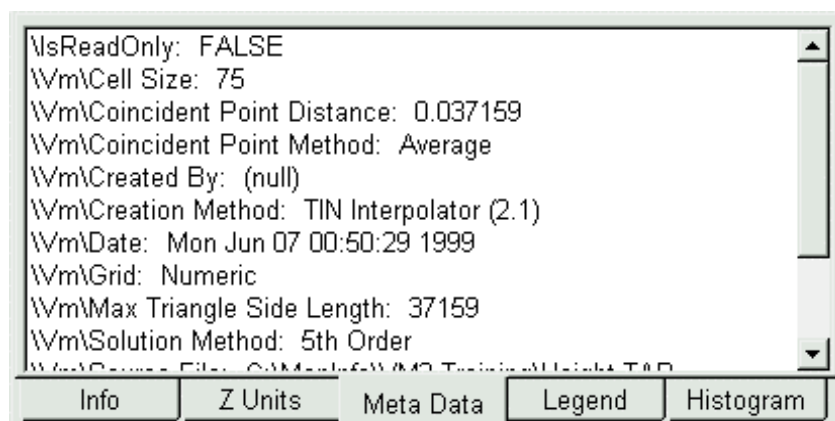 \IsReadOnly: FALSE
\Vm\Cell Size: 75
\Vm\Coincident Point Distance: 0.037159
\Vm\Coincident Point Method: Average
\Vm\Created By: (null)
\Vm\Creation Method: TIN Interpolator (2.1)
\Vm\Date: Mon Jun 07 00:50:29 1999
\Vm\Grid: Numeric
\Vm\Max Triangle Side Length: 37159
\Vm\Solution Method: 5th Order
Info Z Units Meta Data Legend Histogram